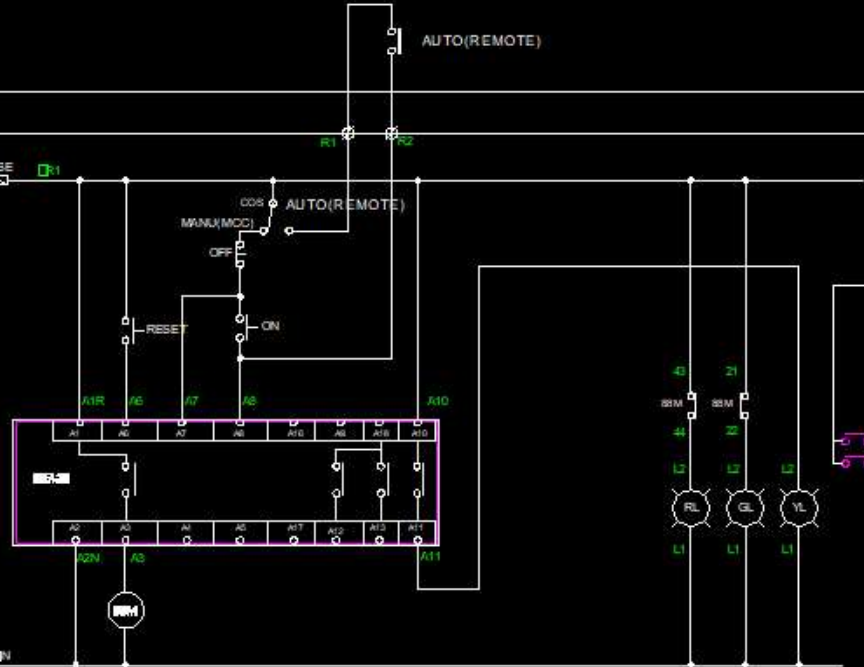 AUTO(REMOTE)
R1 R2
R1
COS AUTO(REMOTE)
MANU(MCC)
OFF
RESET ON
43 21
88M 88M
A1R A6 A7 A8 A10
44 22
A1 A6 A7 A8 A16 A9 A18 A10
L2 L2 L2
RL GL YL
A2 A3 A4 A5 A17 A12 A13 A11
A2N A3 A11
L1 L1 L1
N